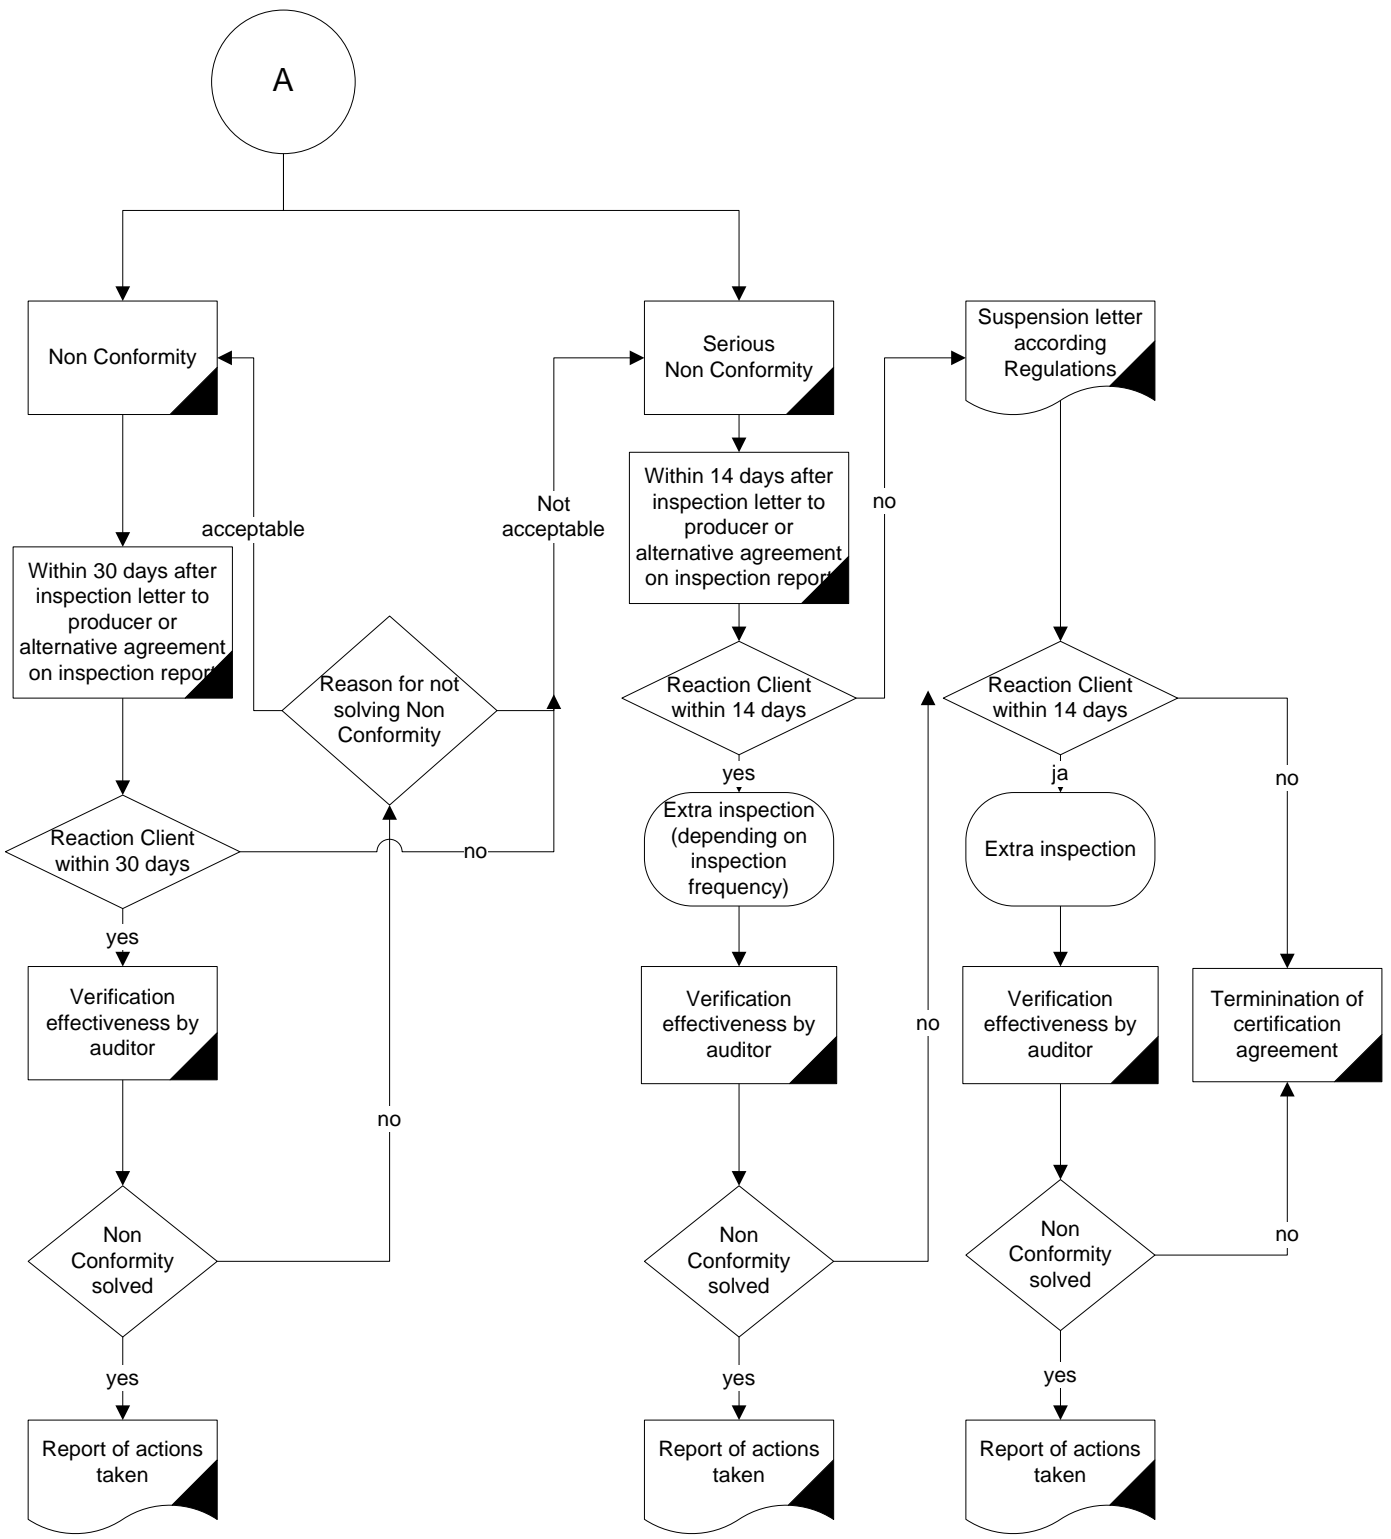 A
Non Conformity
acceptable
Within 30 days after
inspection letter to
producer or
alternative agreement
on inspection report
Reaction Client
within 30 days
no
yes
Verification
effectiveness by
auditor
Non
Conformity
solved
no
yes
Report of actions
taken
Reason for not
solving Non
Conformity
Not
acceptable
Serious
Non Conformity
Within 14 days after
inspection letter to
producer or
alternative agreement
on inspection report
Reaction Client
within 14 days
no
yes
Extra inspection
(depending on
inspection
frequency)
Verification
effectiveness by
auditor
Non
Conformity
solved
no
yes
Report of actions
taken
Suspension letter
according
Regulations
Reaction Client
within 14 days
no
ja
Extra inspection
Verification
effectiveness by
auditor
Terminination of
certification
agreement
Non
Conformity
solved
no
yes
Report of actions
taken